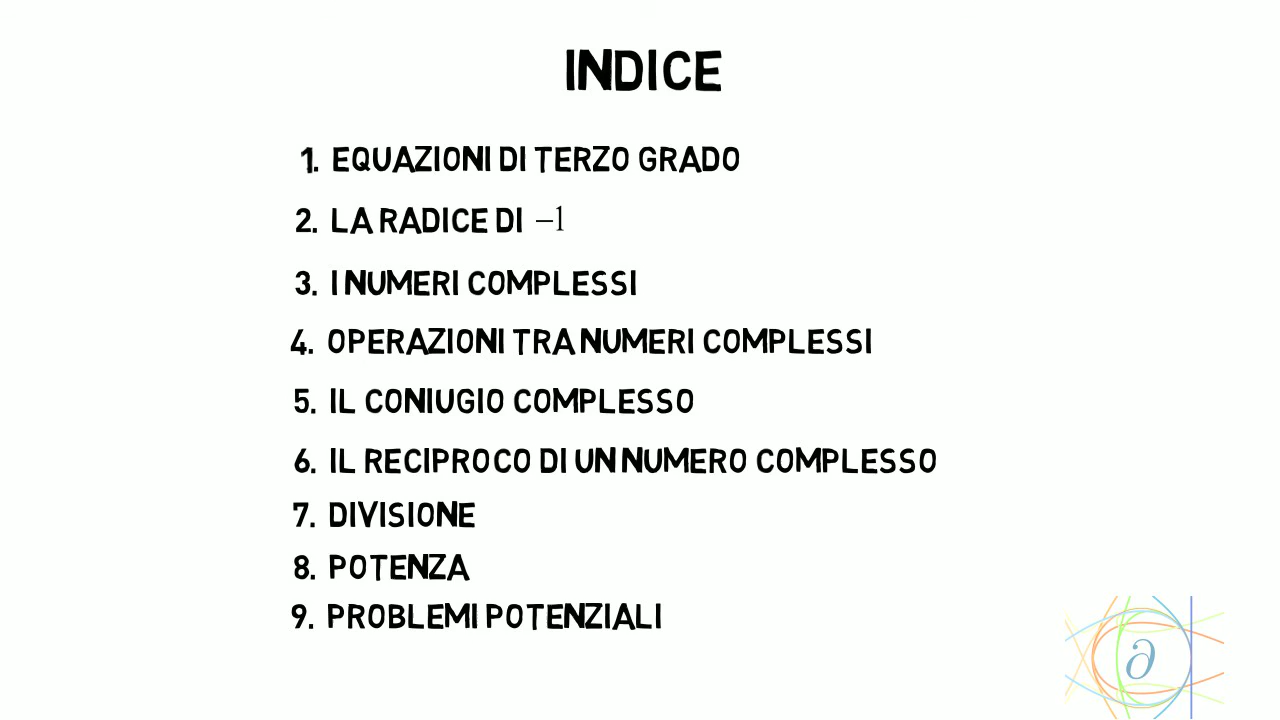 INDICE
1. EQUAZIONI DI TERZO GRADO
2. LA RADICE DI −1
3. I NUMERI COMPLESSI
4. OPERAZIONI TRA NUMERI COMPLESSI
5. IL CONIUGIO COMPLESSO
6. IL RECIPROCO DI UN NUMERO COMPLESSO
7. DIVISIONE
8. POTENZA
9. PROBLEMI POTENZIALI
∂